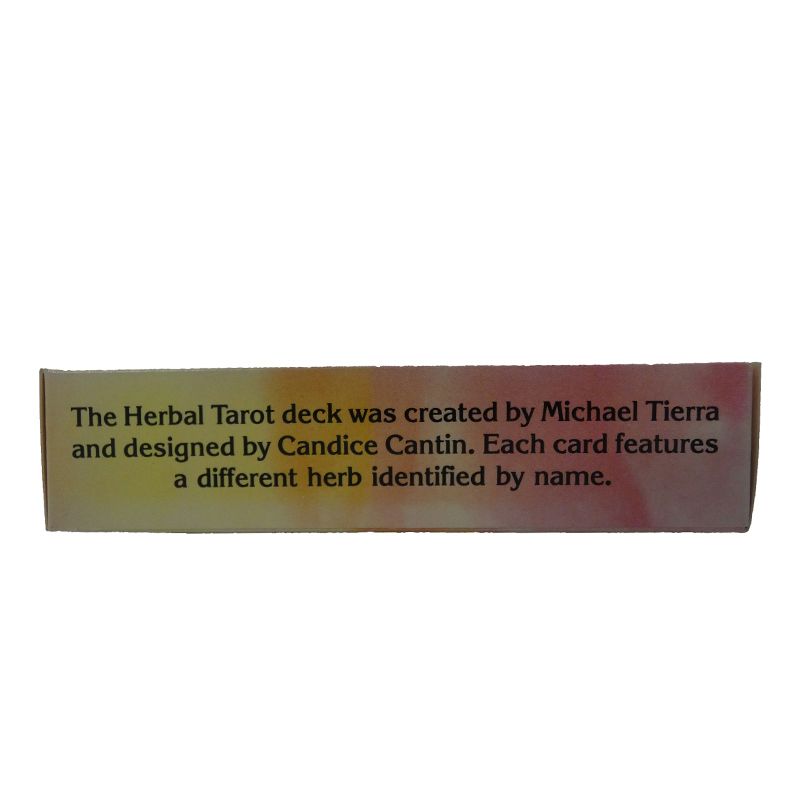 The Herbal Tarot deck was created by Michael Tierra
and designed by Candice Cantin. Each card features
a different herb identified by name.